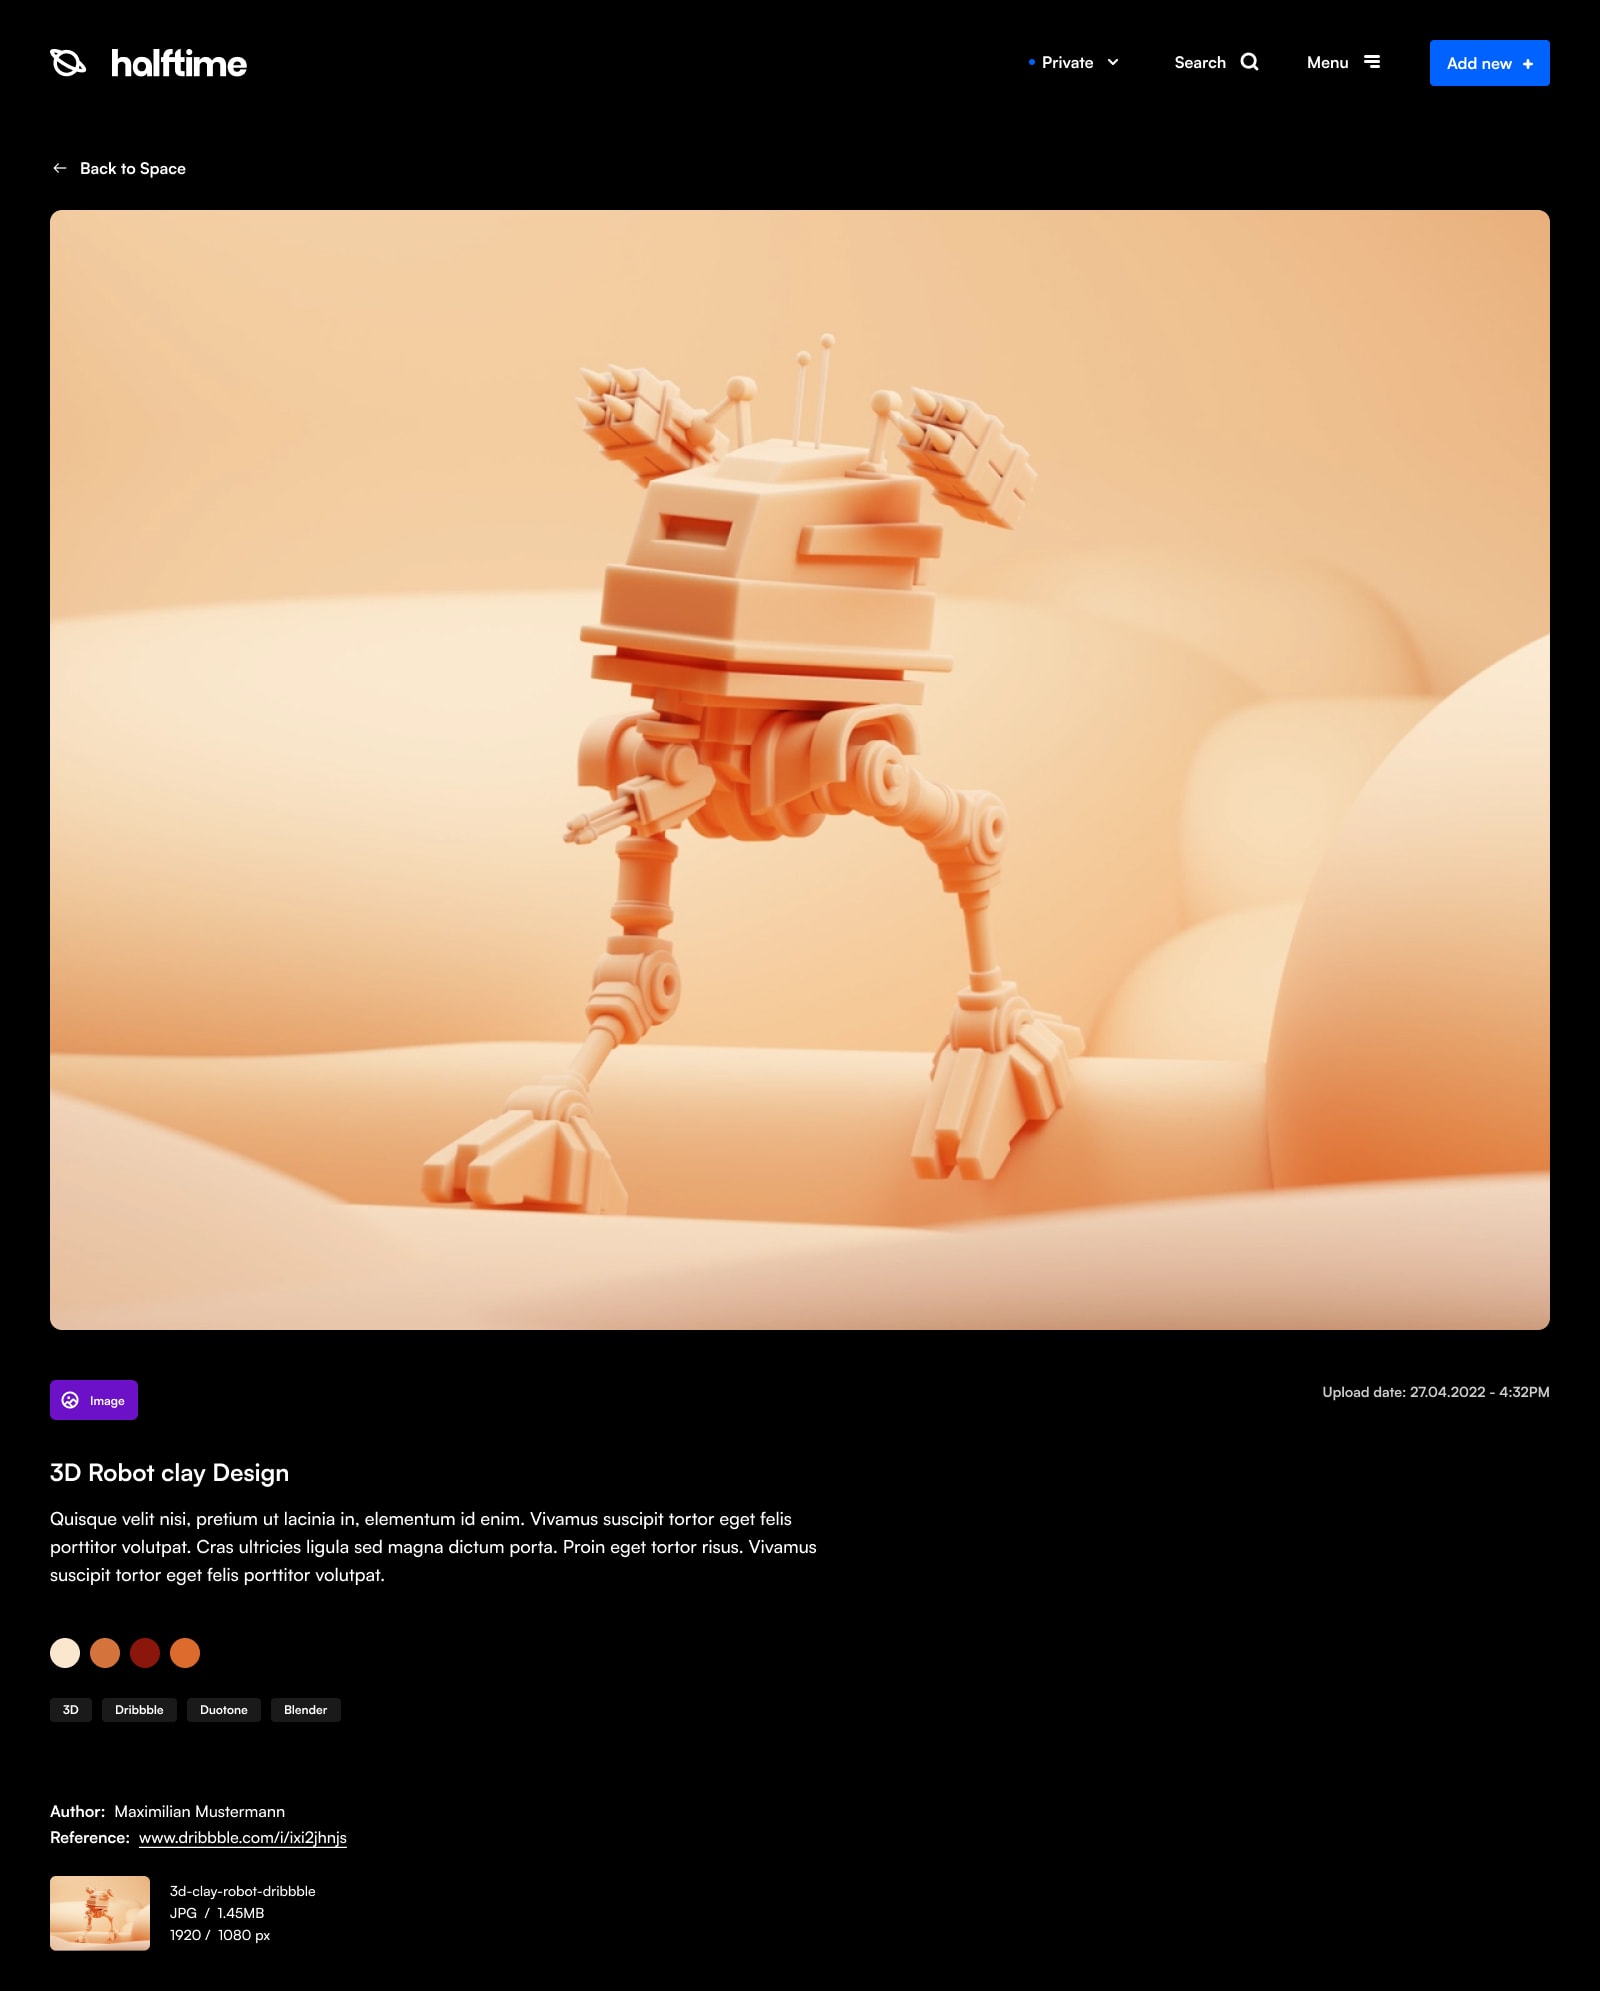 halftime
Private
Search
Menu
Add new +
Back to Space
Image
Upload date: 27.04.2022 - 4:32PM
3D Robot clay Design
Quisque velit nisi, pretium ut lacinia in, elementum id enim. Vivamus suscipit tortor eget felis
porttitor volutpat. Cras ultricies ligula sed magna dictum porta. Proin eget tortor risus. Vivamus
suscipit tortor eget felis porttitor volutpat.
3D
Dribbble
Duotone
Blender
Author: Maximilian Mustermann
Reference: www.dribbble.com/i/ixi2jhnjs
3d-clay-robot-dribbble
JPG / 1.45MB
1920 / 1080 px